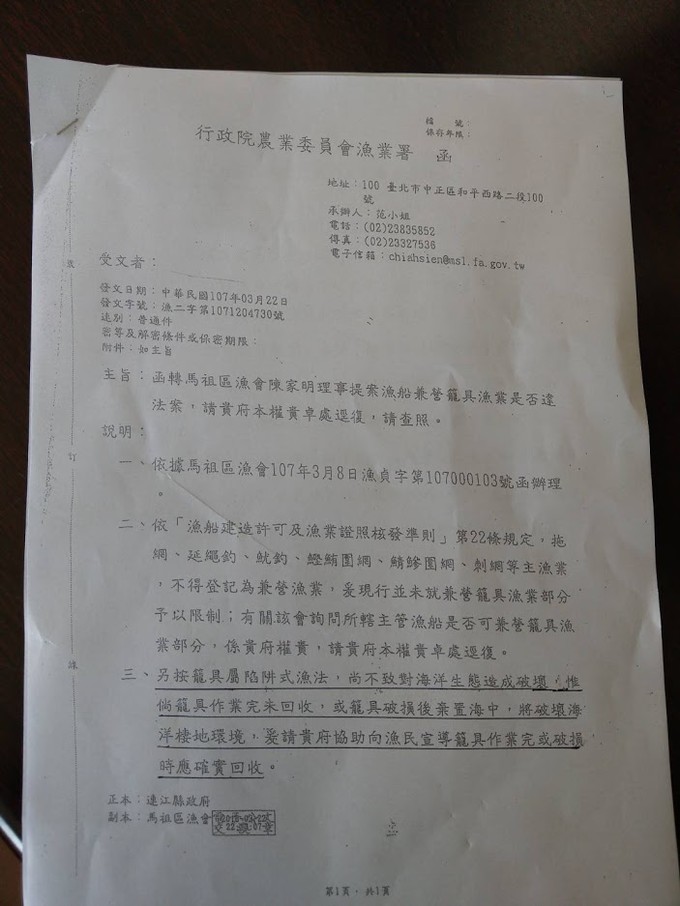 檔　　號：
保存年限：
行政院農業委員會漁業署　函
地址：100 臺北市中正區和平西路二段100
號
承辦人：范小姐
電話：(02)23835852
傳真：(02)23327536
電子信箱：chiahsien@ms1.fa.gov.tw
受文者：
發文日期：中華民國107年03月22日
發文字號：漁二字第1071204730號
速別：普通件
密等及解密條件或保密期限：
附件：如主旨
主旨：函轉馬祖區漁會陳家明理事提案漁船兼營籠具漁業是否違
法案，請貴府本權責卓處逕復，請查照。
說明：
一、依據馬祖區漁會107年3月8日漁貞字第107000103號函辦理
。
二、依「漁船建造許可及漁業證照核發準則」第22條規定，拖
網、延繩釣、魷釣、鰹鮪圍網、鯖鰺圍網、刺網等主漁業
，不得登記為兼營漁業，爰現行並未就兼營籠具漁業部分
予以限制；有關該會詢問所轄主管漁船是否可兼營籠具漁
業部分，係貴府權責，請貴府本權責卓處逕復。
三、另按籠具屬陷阱式漁法，尚不致對海洋生態造成破壞，惟
倘籠具作業完未回收，或籠具破損後棄置海中，將破壞海
洋棲地環境，爰請貴府協助向漁民宣導籠具作業完或破損
時應確實回收。
正本：連江縣政府
副本：馬祖區漁會
訂
線
第1頁， 共1頁